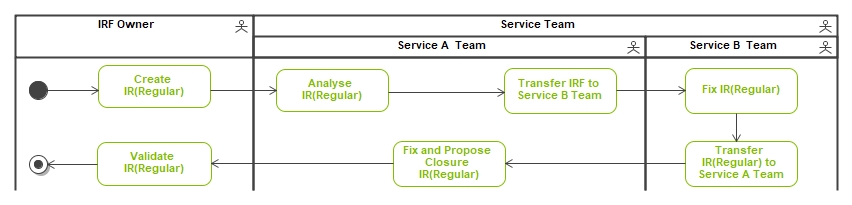 IRF Owner
Service Team
Service A Team
Service B Team
Create
IR(Regular)
Analyse
IR(Regular)
Transfer IRF to
Service B Team
Fix IR(Regular)
Validate
IR(Regular)
Fix and Propose
Closure
IR(Regular)
Transfer
IR(Regular) to
Service A Team